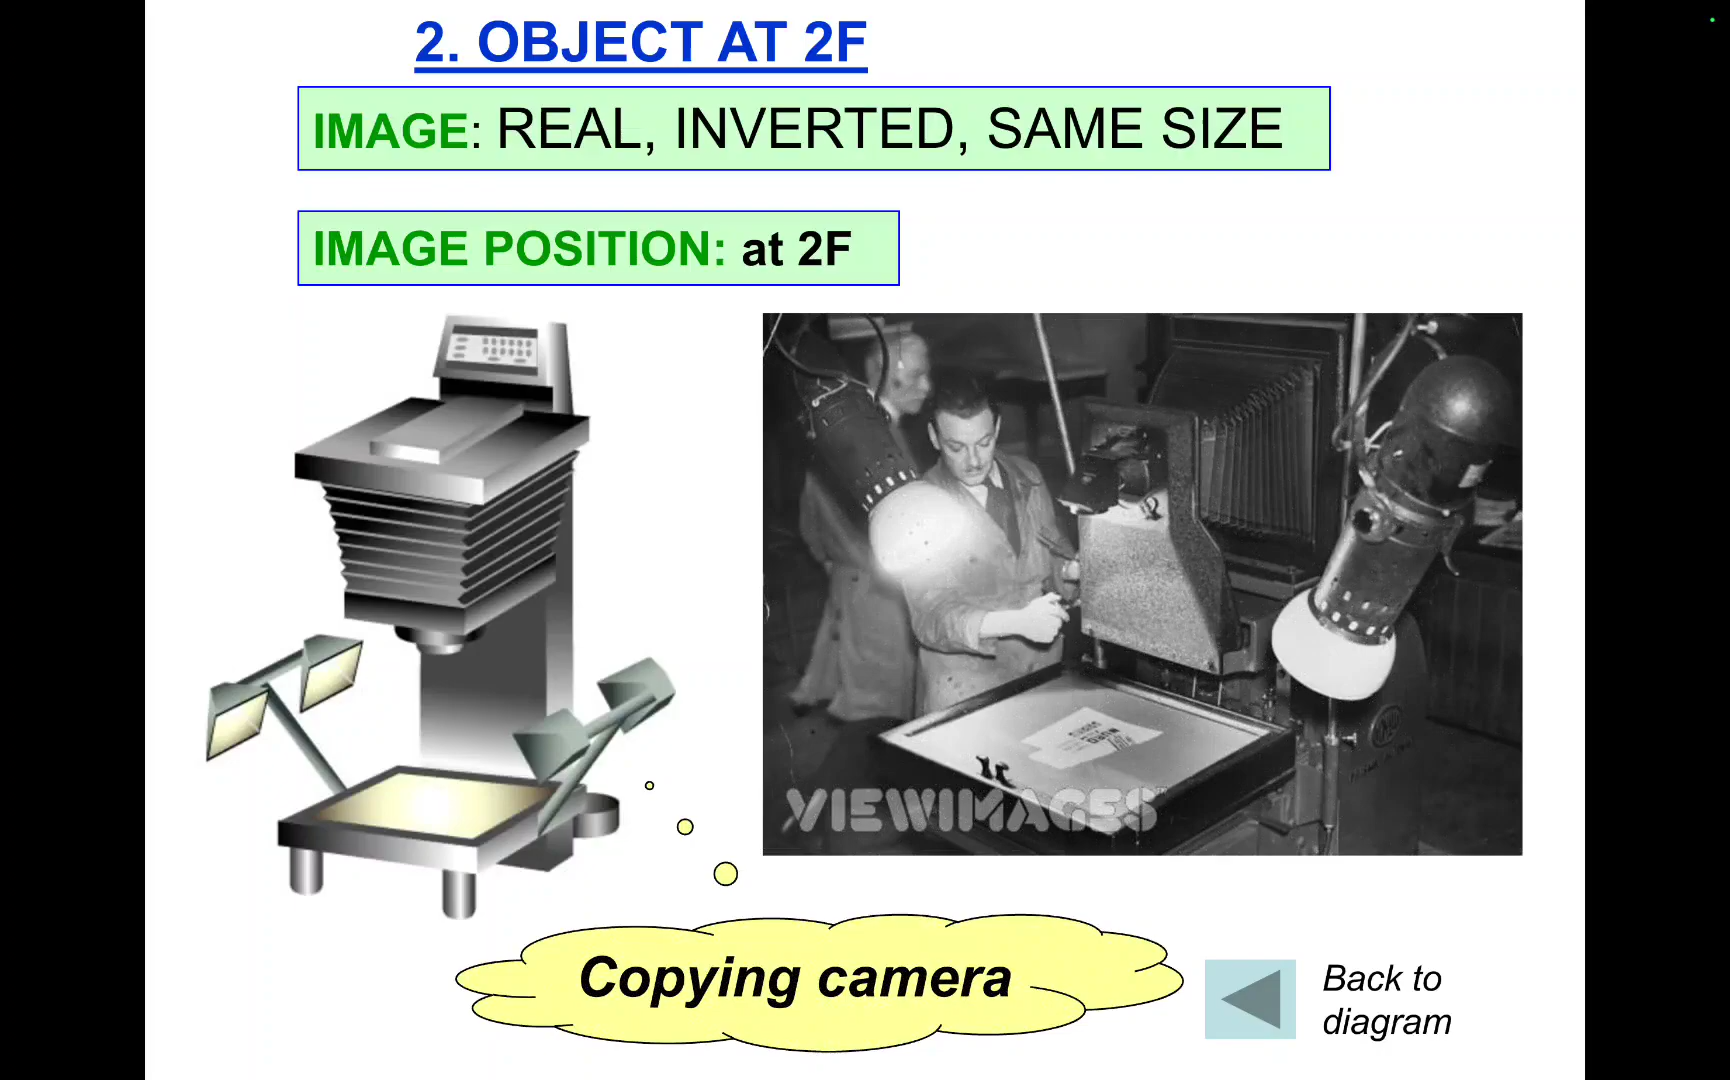 2. OBJECT AT 2F
IMAGE: REAL, INVERTED, SAME SIZE
IMAGE POSITION: at 2F
VIEWIMAGES
Copying camera
Back to
diagram